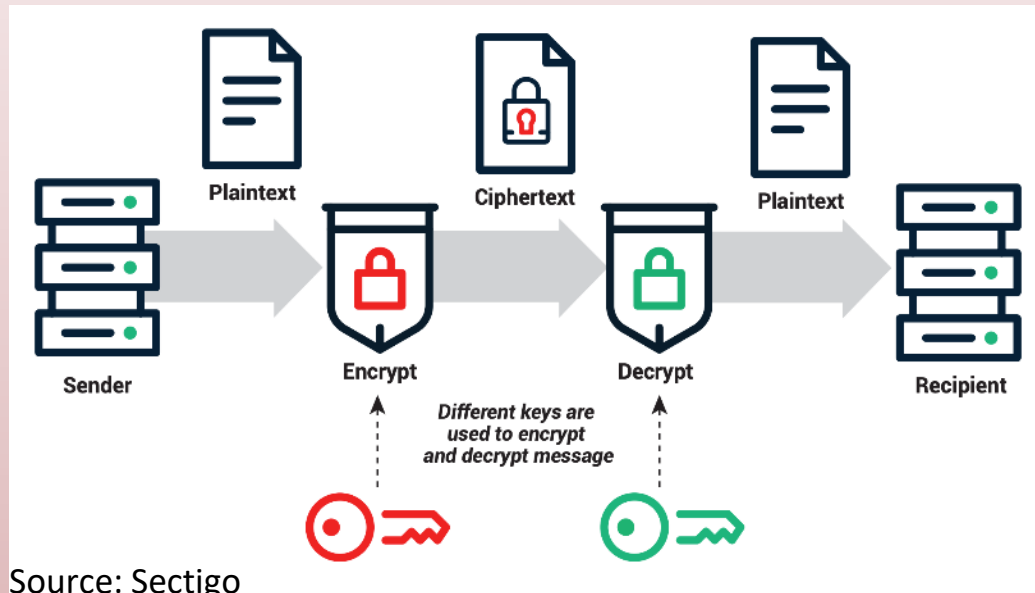 Plaintext
Ciphertext
Plaintext
Sender
Encrypt
Decrypt
Recipient
Different keys are
used to encrypt
and decrypt message
Source: Sectigo